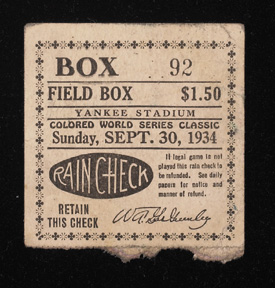 BOX 92
FIELD BOX $1.50
YANKEE STADIUM
COLORED WORLD SERIES CLASSIC
Sunday, SEPT. 30, 1934
RAIN CHECK
RETAIN
THIS CHECK
If legal game is not
played this rain check to
be refunded. See daily
papers for notice and
manner of refund.